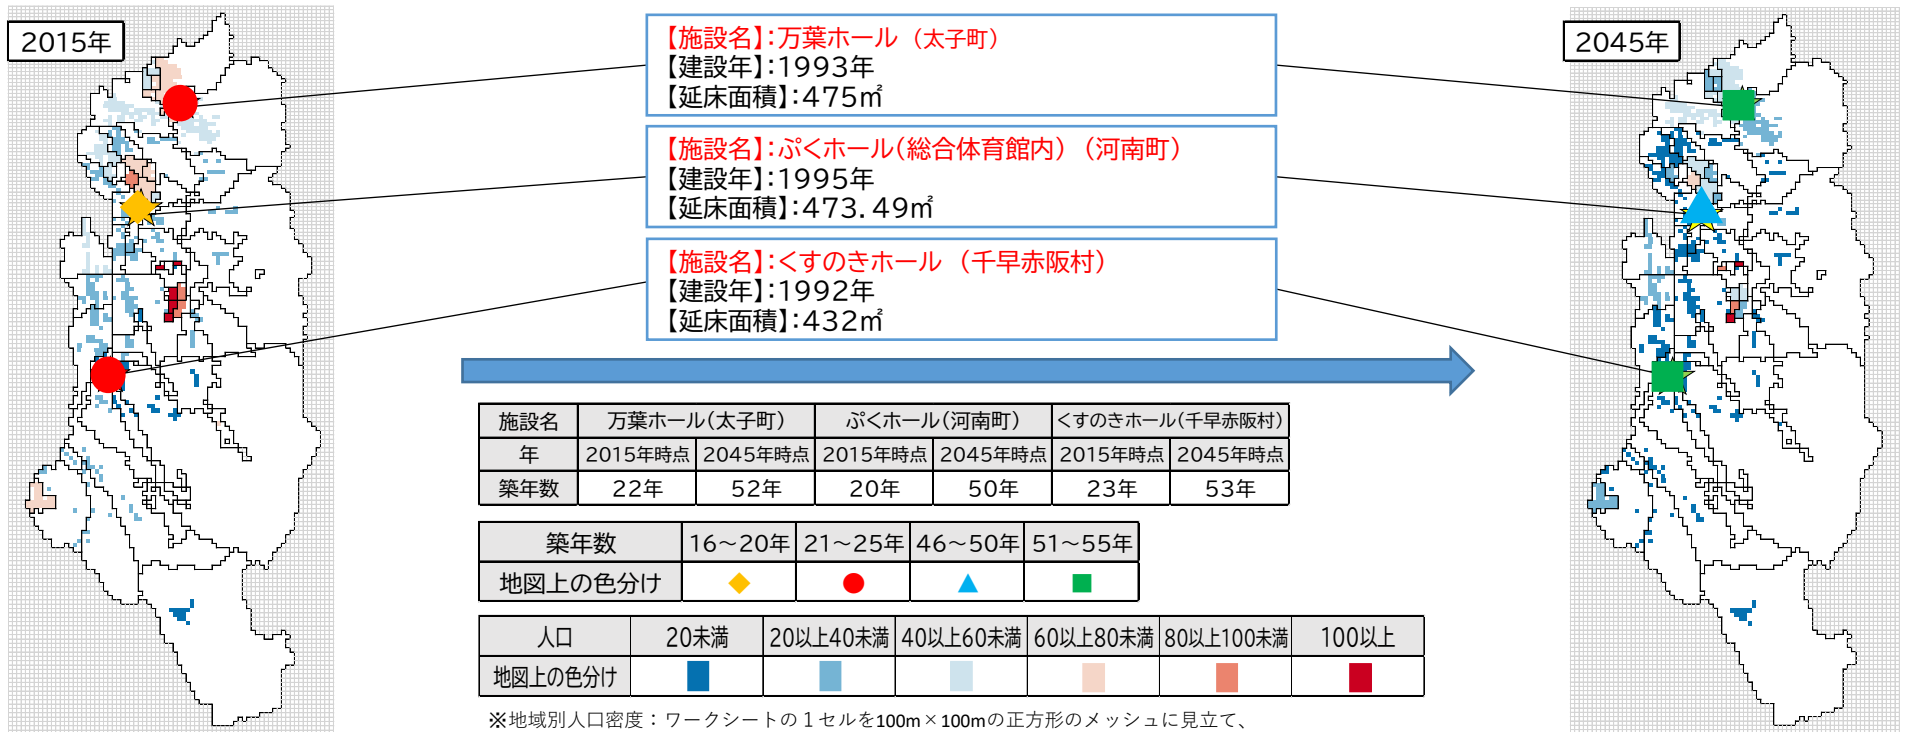 2015年
【施設名】:万葉ホール（太子町）
【建設年】:1993年
【延床面積】:475㎡
【施設名】:ぷくホール(総合体育館内)（河南町）
【建設年】:1995年
【延床面積】:473.49㎡
【施設名】:くすのきホール（千早赤阪村）
【建設年】:1992年
【延床面積】:432㎡
2045年
施設名 万葉ホール(太子町) ぷくホール(河南町) くすのきホール(千早赤阪村)
年 2015年時点 2045年時点 2015年時点 2045年時点 2015年時点 2045年時点
築年数 22年 52年 20年 50年 23年 53年
築年数 16～20年 21～25年 46～50年 51～55年
地図上の色分け
人口 20未満 20以上40未満 40以上60未満 60以上80未満 80以上100未満 100以上
地図上の色分け
※地域別人口密度：ワークシートの１セルを100m×100mの正方形のメッシュに見立て、